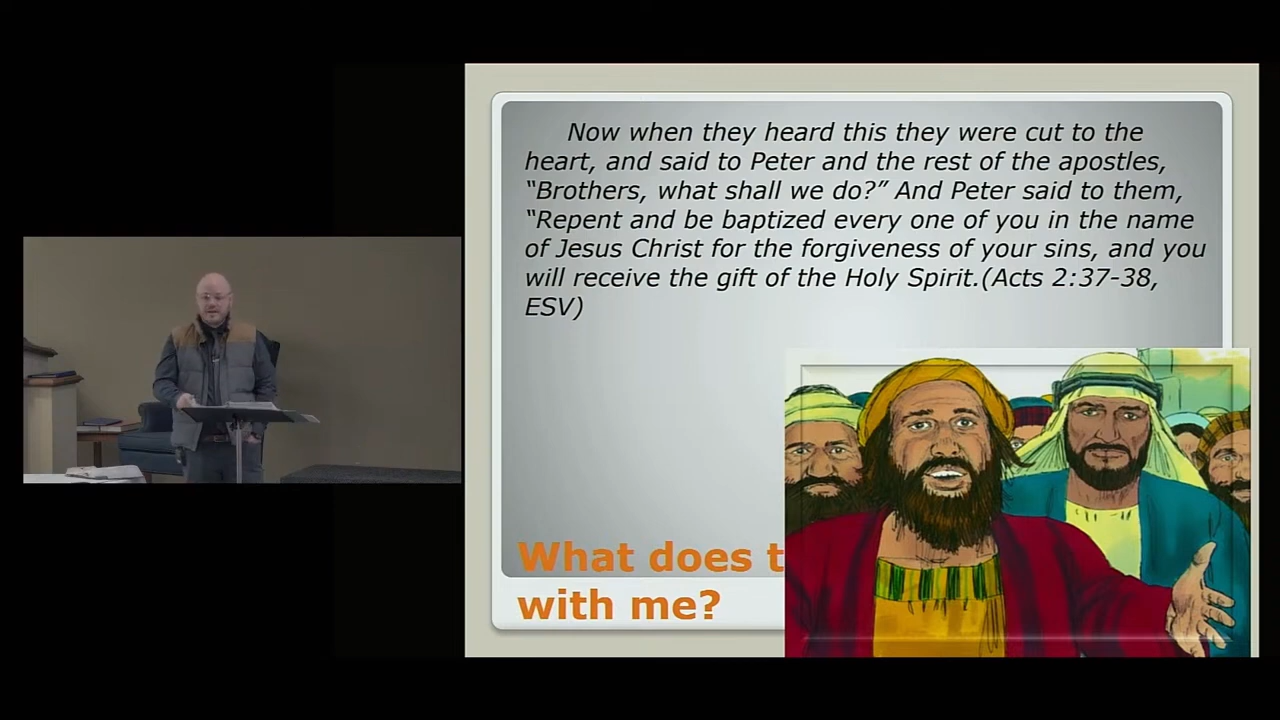 Now when they heard this they were cut to the
heart, and said to Peter and the rest of the apostles,
“Brothers, what shall we do?” And Peter said to them,
“Repent and be baptized every one of you in the name
of Jesus Christ for the forgiveness of your sins, and you
will receive the gift of the Holy Spirit.(Acts 2:37-38,
ESV)
What does
with me?